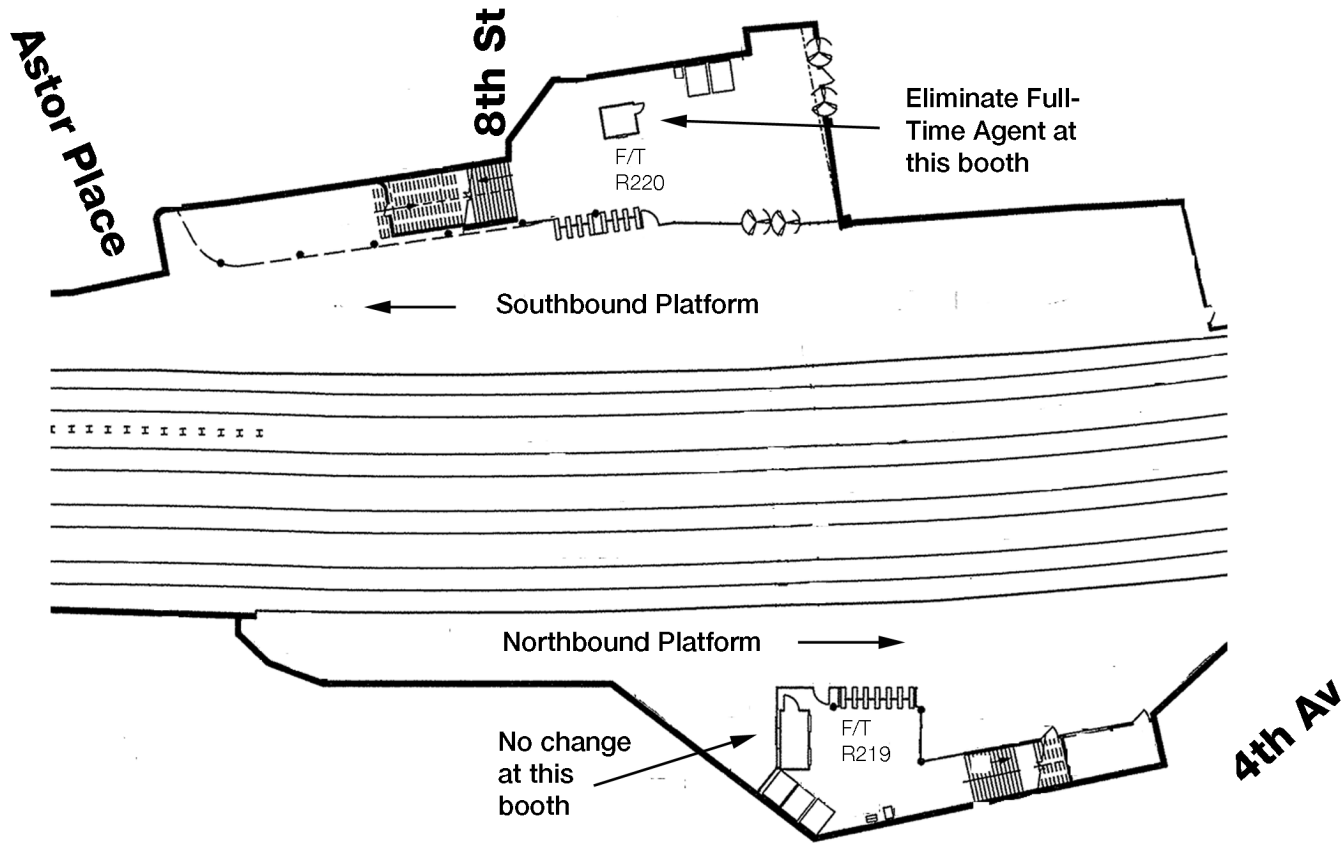 Astor Place
8th St
Eliminate Full-
Time Agent at
this booth
F/T
R220
Southbound Platform
Northbound Platform
No change
at this
booth
F/T
R219
4th Av